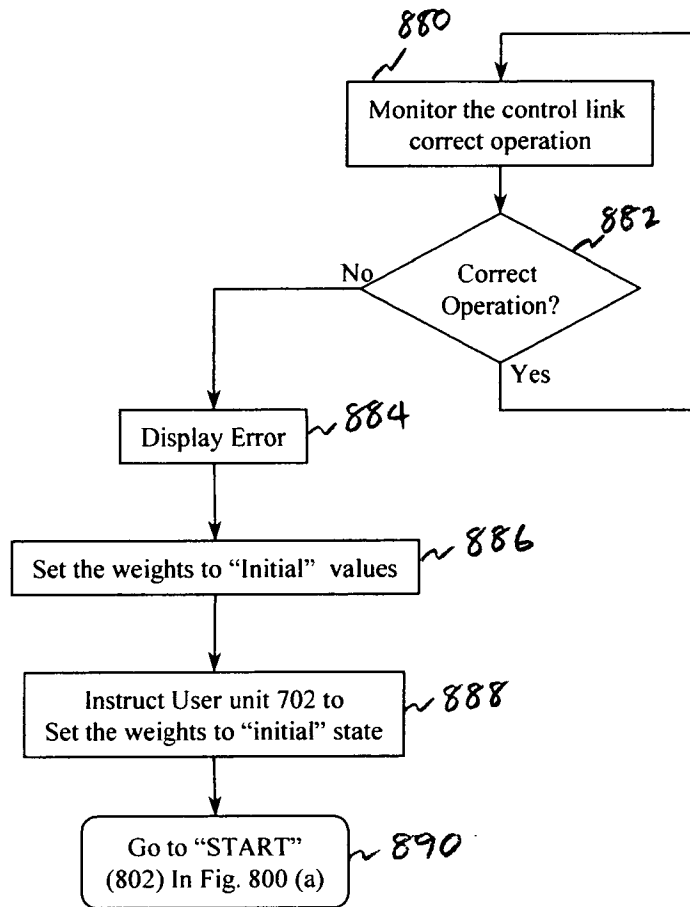 880
Monitor the control link
correct operation
882
No
Correct
Operation?
Yes
Display Error
884
Set the weights to “Initial” values
886
Instruct User unit 702 to
Set the weights to “initial” state
888
Go to “START”
(802) In Fig. 800 (a)
890